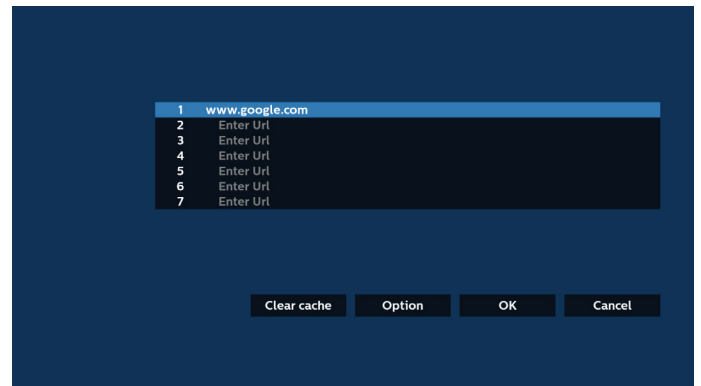 1 www.google.com
2 Enter Url
3 Enter Url
4 Enter Url
5 Enter Url
6 Enter Url
7 Enter Url
Clear cache Option OK Cancel